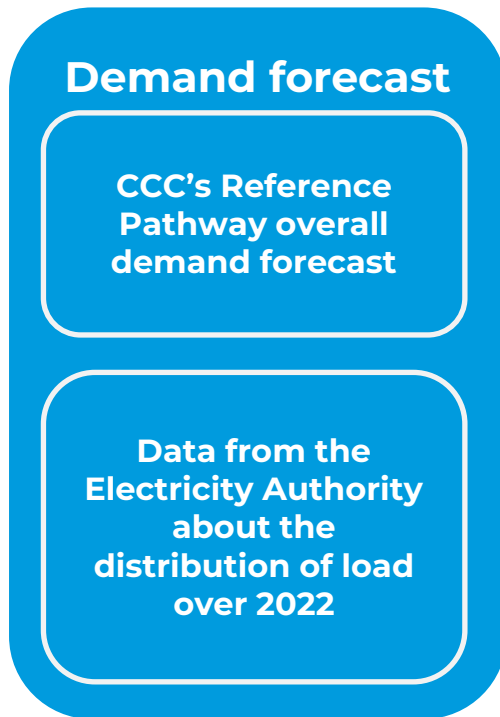 Demand forecast
CCC’s Reference
Pathway overall
demand forecast
Data from the
Electricity Authority
about the
distribution of load
over 2022